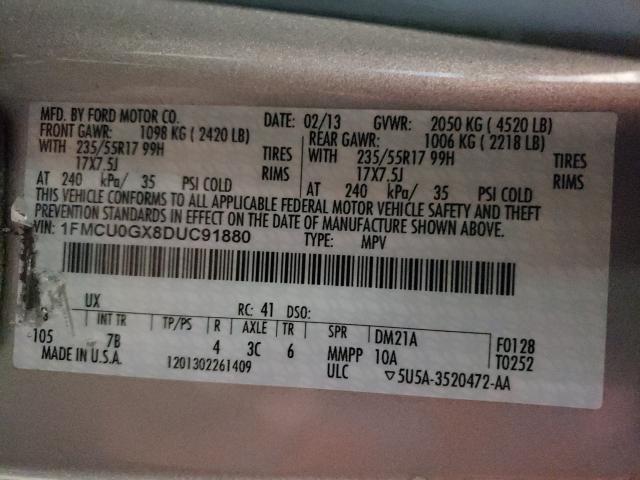 MFD. BY FORD MOTOR CO. DATE: 02/13 GVWR: 2050 KG ( 4520 LB)
FRONT GAWR: 1098 KG ( 2420 LB) REAR GAWR: 1006 KG ( 2218 LB)
WITH 235/55R17 99H TIRES WITH 235/55R17 99H TIRES
17X7.5J RIMS 17X7.5J RIMS
AT 240 kPa/ 35 PSI COLD AT 240 kPa/ 35 PSI COLD
THIS VEHICLE CONFORMS TO ALL APPLICABLE FEDERAL MOTOR VEHICLE SAFETY AND THEFT
PREVENTION STANDARDS IN EFFECT ON THE DATE OF MANUFACTURE SHOWN ABOVE.
VIN: 1FMCU0GX8DUC91880 TYPE: MPV
UX RC: 41 DSO:
INT TR TP/PS R AXLE TR SPR DM21A F0128
105 7B 4 3C 6 MMPP 10A T0252
MADE IN U.S.A. 1201302261409 ULC ▽5U5A-3520472-AA